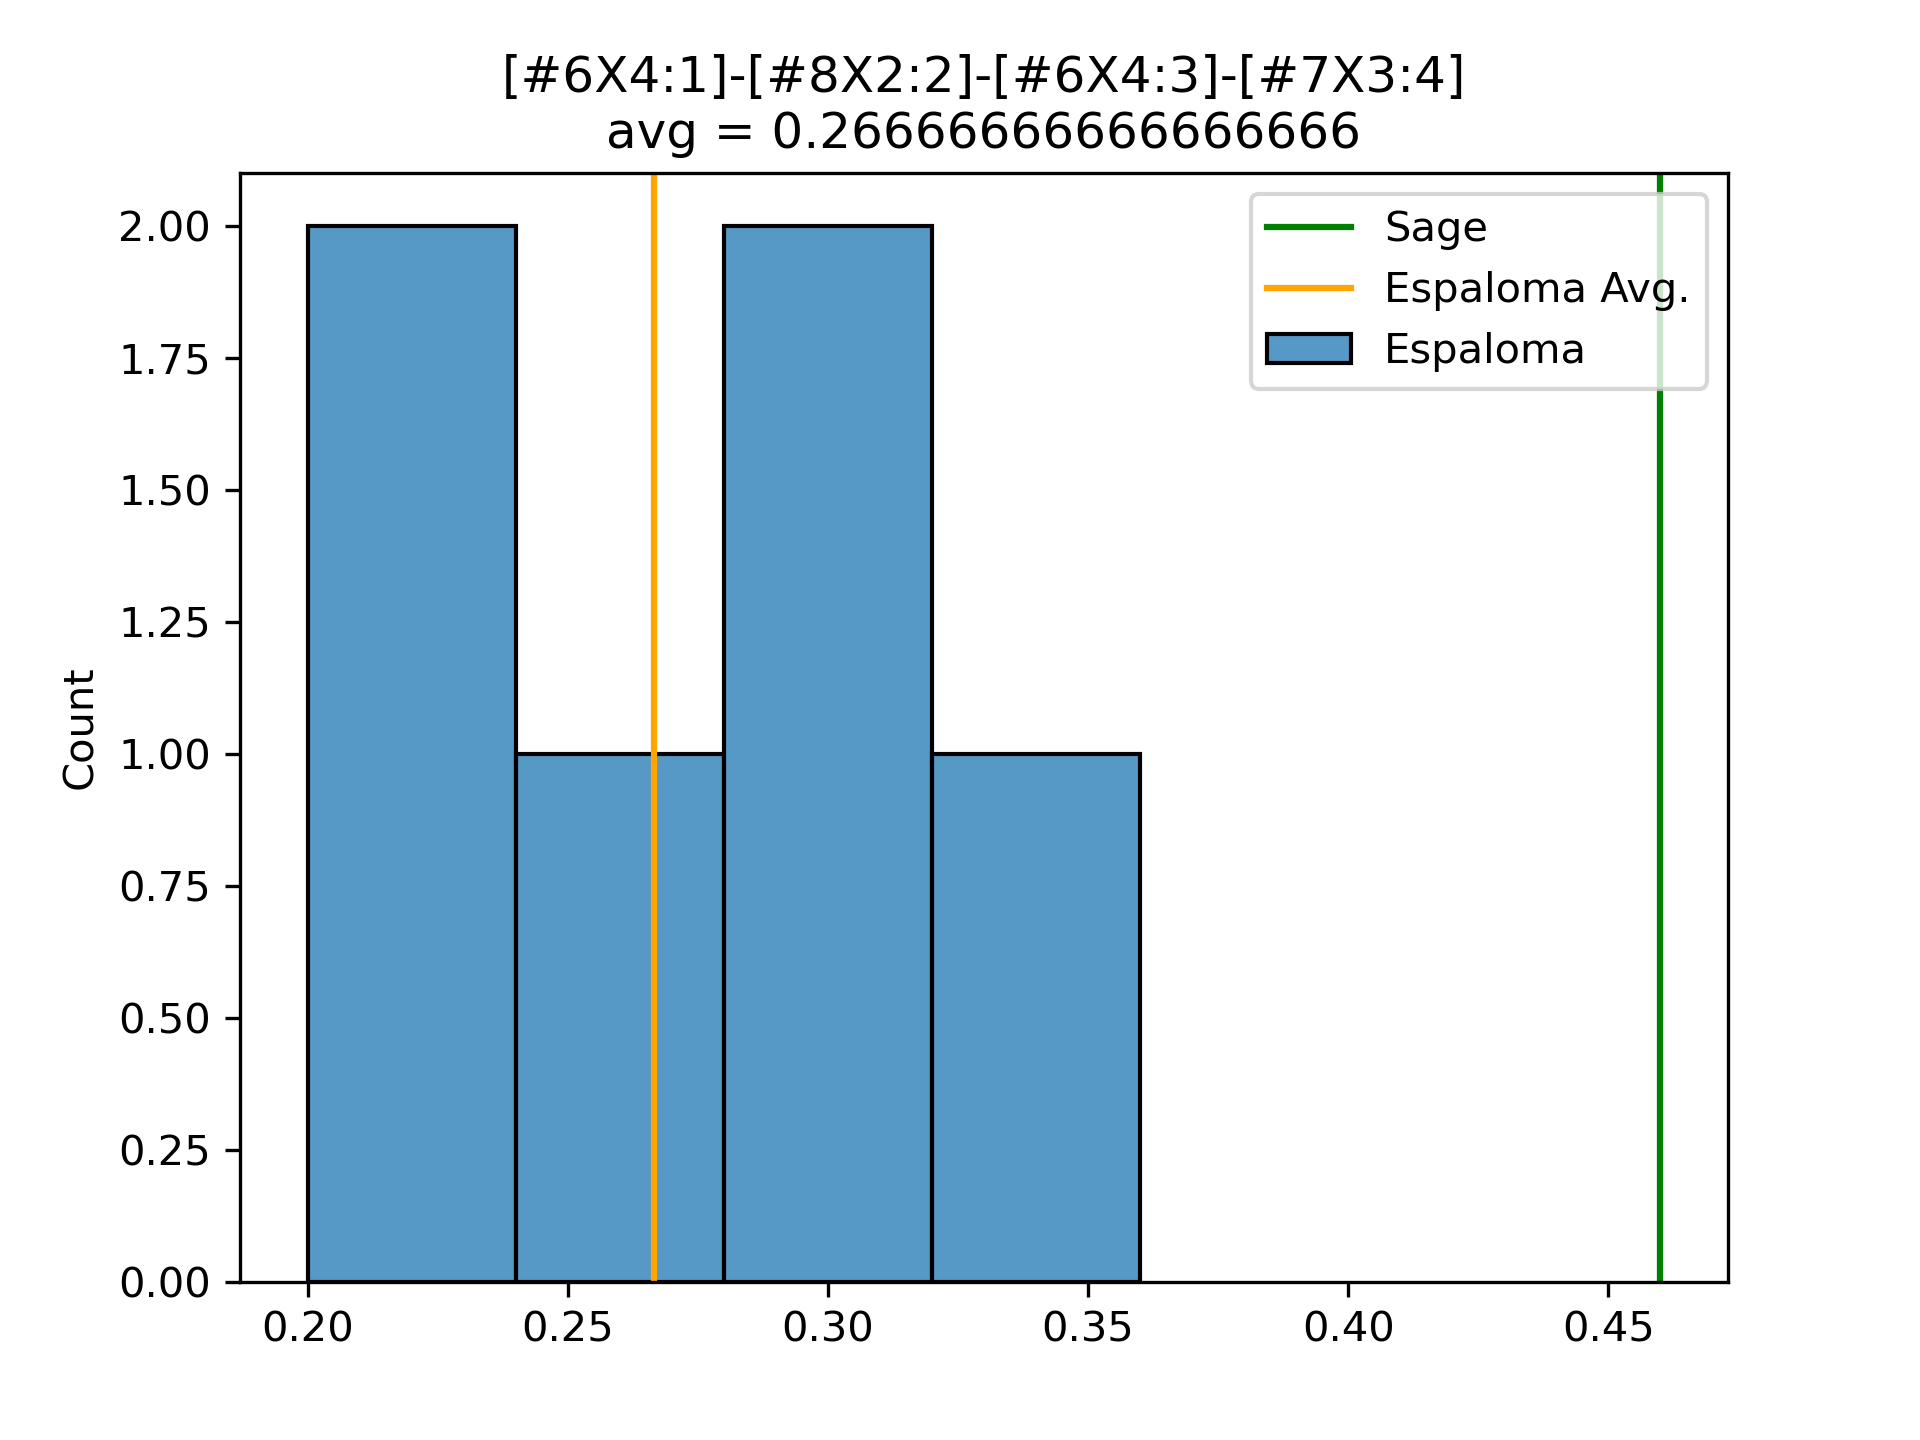 [#6X4:1]-[#8X2:2]-[#6X4:3]-[#7X3:4]
avg = 0.26666666666666666
Sage
Espaloma Avg.
Espaloma
Count
2.00
1.75
1.50
1.25
1.00
0.75
0.50
0.25
0.00
0.20 0.25 0.30 0.35 0.40 0.45